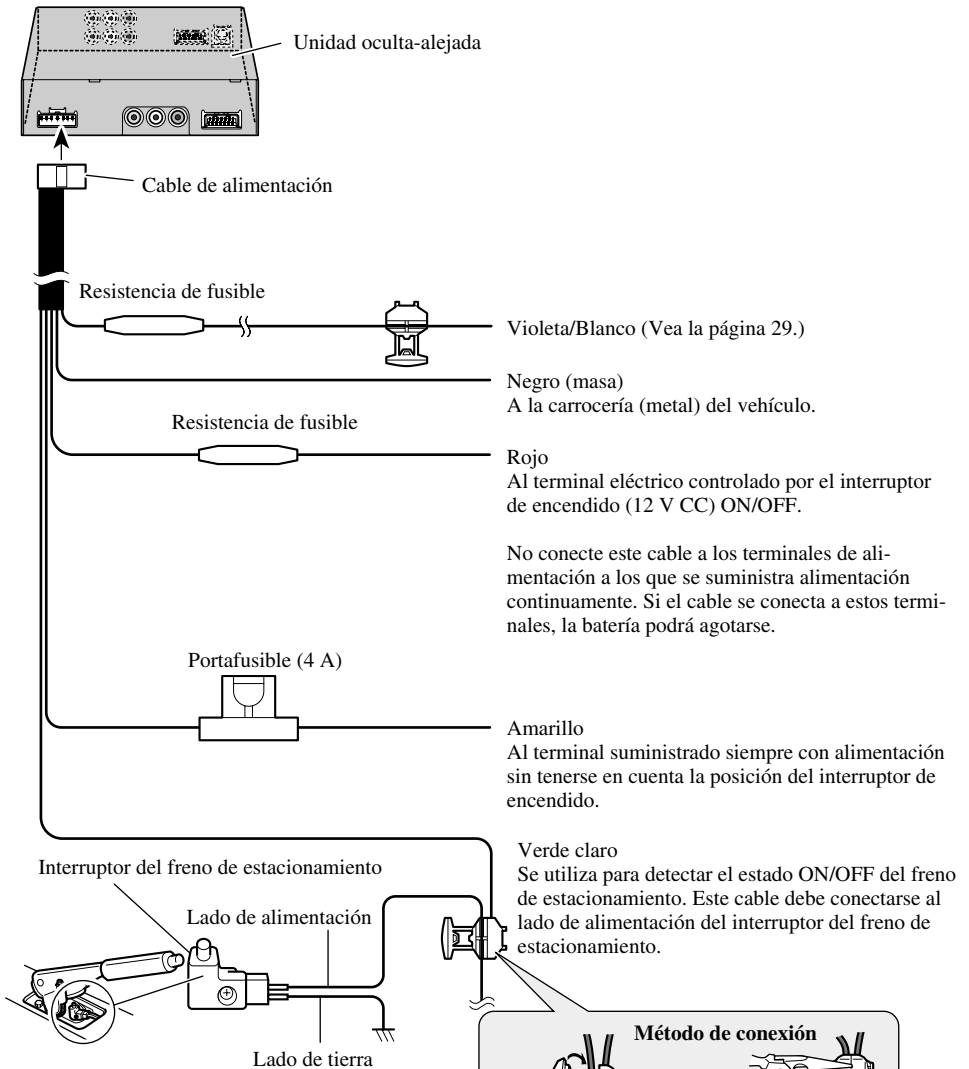 Unidad oculta-alejada
Cable de alimentación
Resistencia de fusible
Violeta/Blanco (Vea la página 29.)
Negro (masa)
A la carrocería (metal) del vehículo.
Resistencia de fusible
Rojo
Al terminal eléctrico controlado por el interruptor
de encendido (12 V CC) ON/OFF.
No conecte este cable a los terminales de ali-
mentación a los que se suministra alimentación
continuamente. Si el cable se conecta a estos termi-
nales, la batería podrá agotarse.
Portafusible (4 A)
Amarillo
Al terminal suministrado siempre con alimentación
sin tenerse en cuenta la posición del interruptor de
encendido.
Verde claro
Se utiliza para detectar el estado ON/OFF del freno
de estacionamiento. Este cable debe conectarse al
lado de alimentación del interruptor del freno de
estacionamiento.
Interruptor del freno de estacionamiento
Lado de alimentación
Lado de tierra
Método de conexión